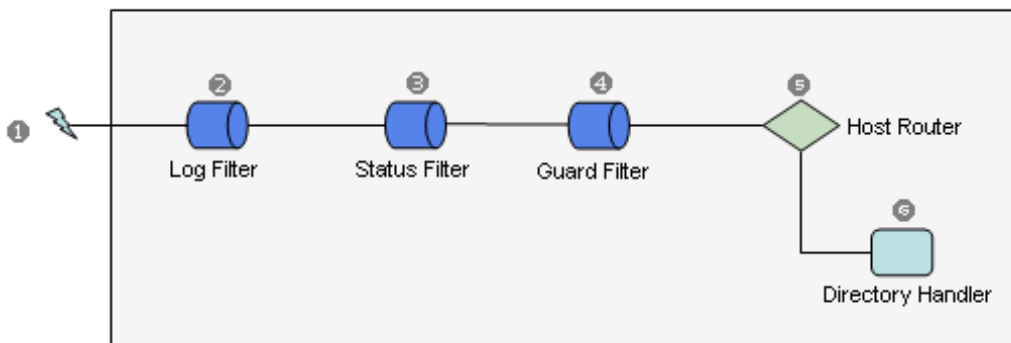 1
2
3
4
5
Log Filter
Status Filter
Guard Filter
Host Router
6
Directory Handler